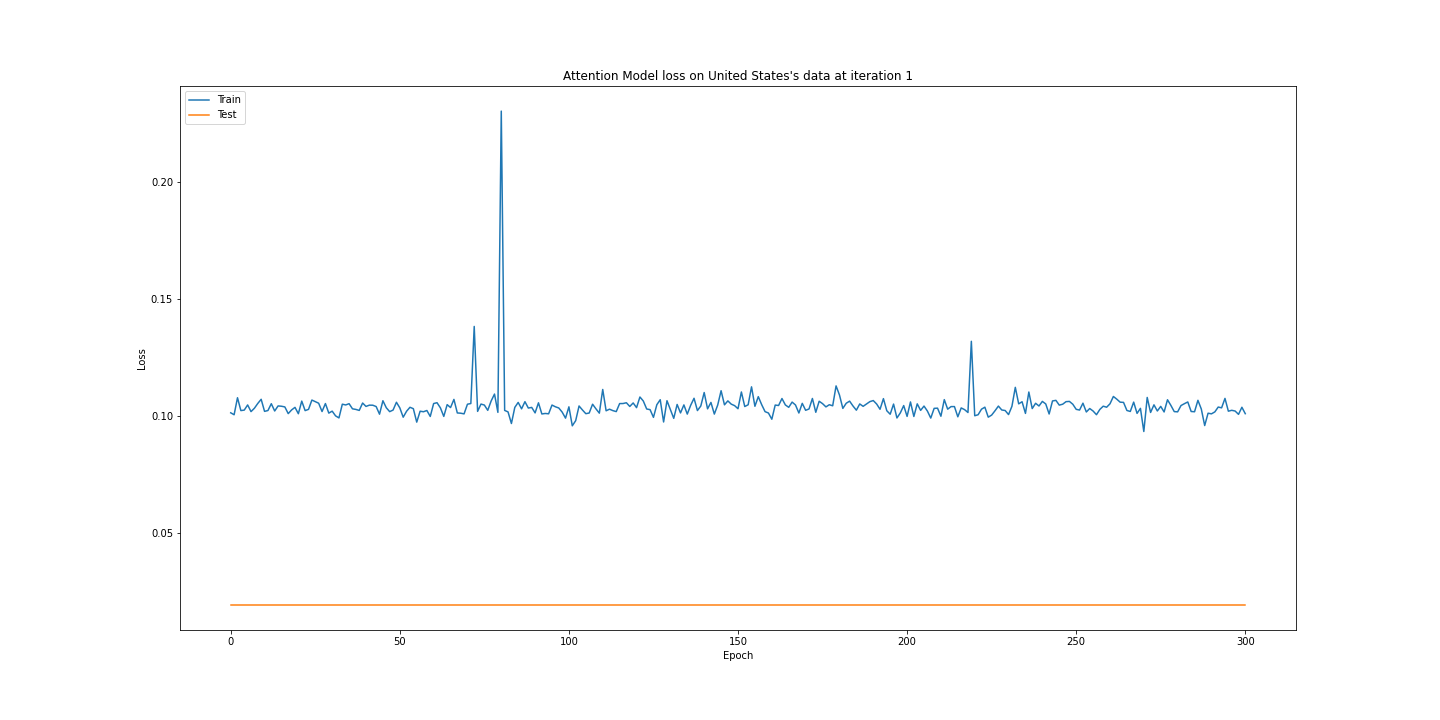 Attention Model loss on United States's data at iteration 1
Train
Test
0.20
0.15
0.10
0.05
Loss
0
50
100
150
200
250
300
Epoch